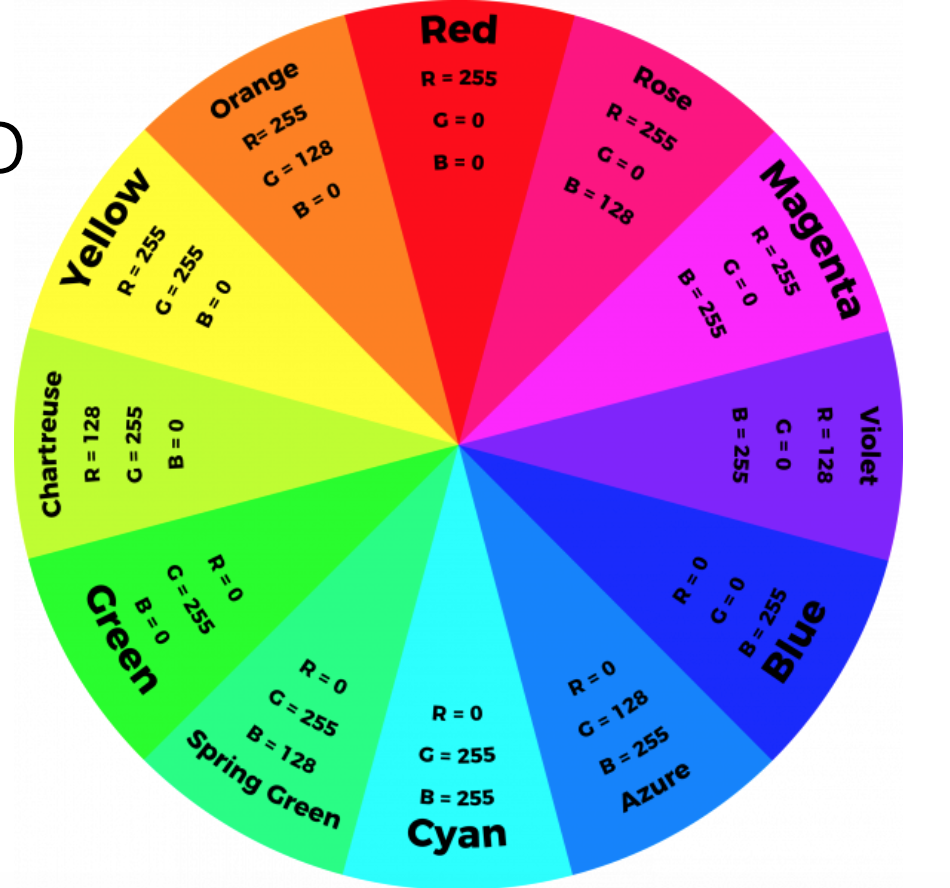 Red
R = 255
G = 0
B = 0
Rose
R = 255
G = 0
B = 128
Magenta
R = 255
G = 0
B = 255
Violet
R = 128
G = 0
B = 255
Blue
R = 0
G = 0
B = 255
Azure
R = 0
G = 128
B = 255
Cyan
R = 0
G = 255
B = 255
Spring Green
R = 0
G = 255
B = 128
Green
R = 0
G = 255
B = 0
Chartreuse
R = 128
G = 255
B = 0
Yellow
R = 255
G = 255
B = 0
Orange
R= 255
G = 128
B = 0